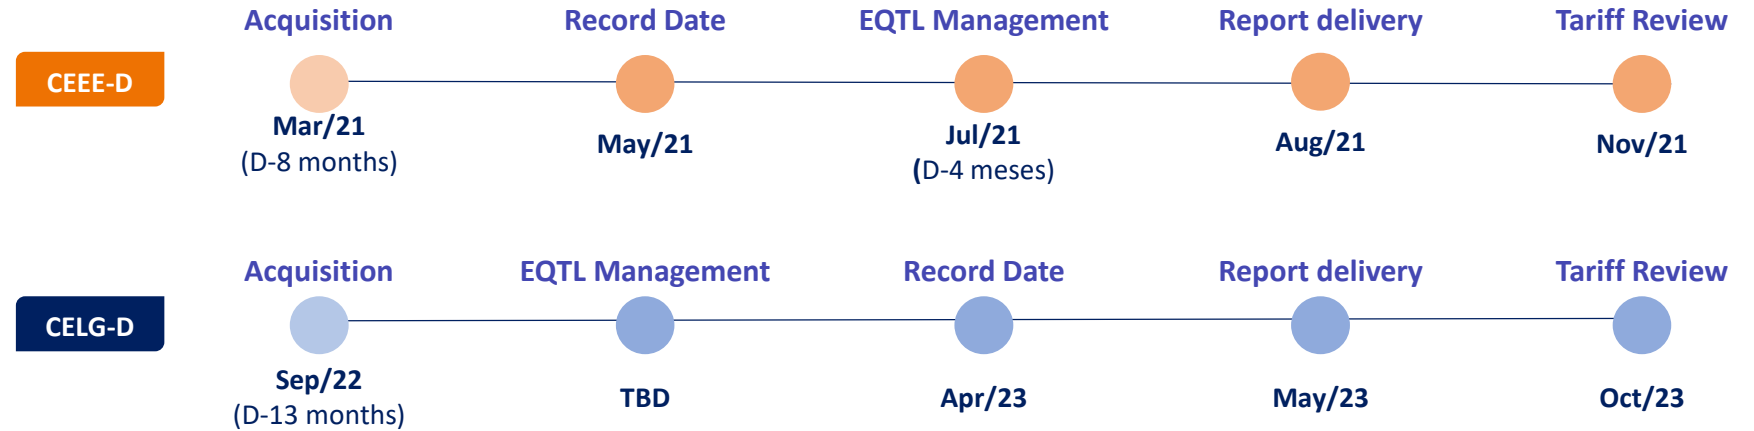 Acquisition Record Date EQTL Management Report delivery Tariff Review
CEEE-D
Mar/21 May/21 Jul/21 Aug/21 Nov/21
(D-8 months) (D-4 meses)
Acquisition EQTL Management Record Date Report delivery Tariff Review
CELG-D
Sep/22 TBD Apr/23 May/23 Oct/23
(D-13 months)